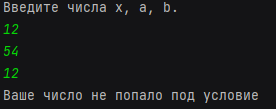 Введите числа x, a, b.
12
54
12
Ваше число не попало под условие